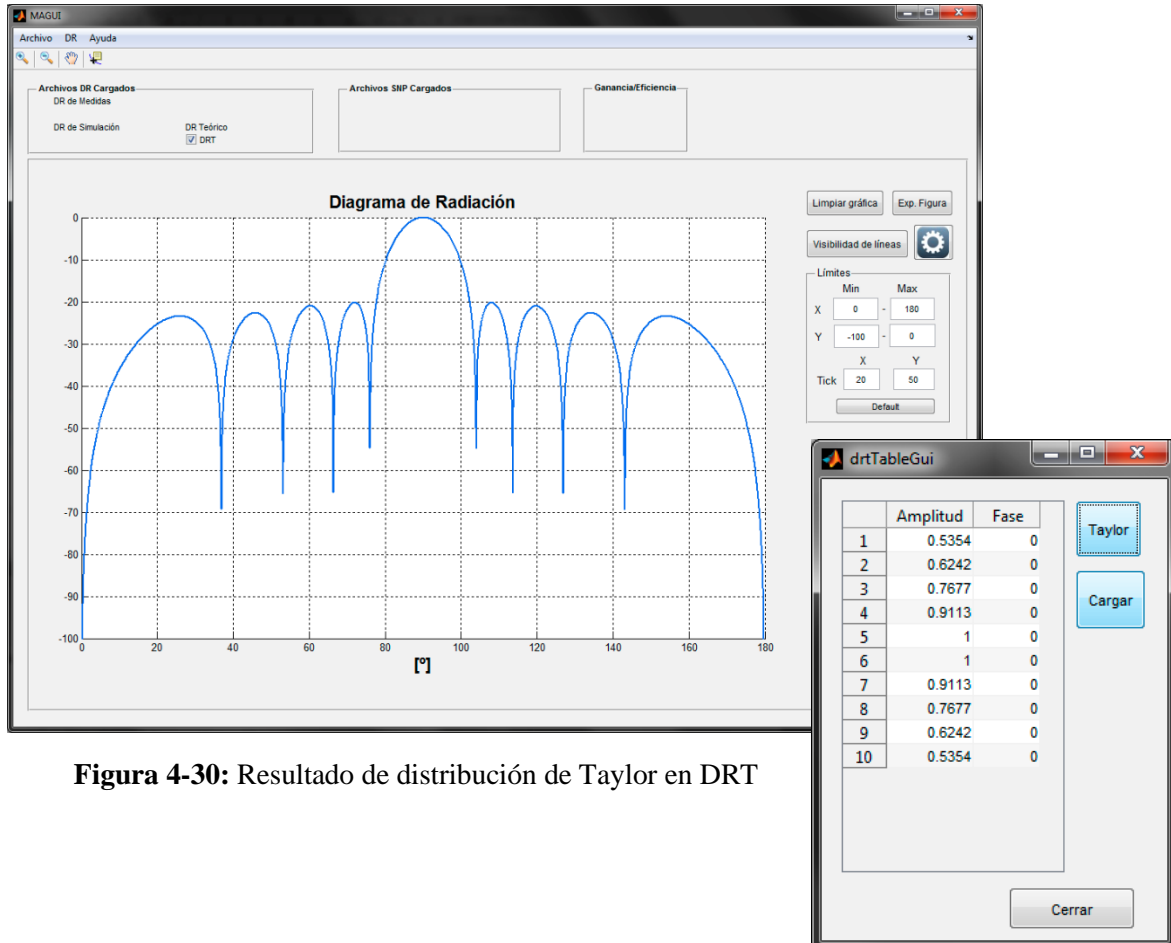 MAGUI
Archivo DR Ayuda
Archivos DR Cargados
DR de Medidas
DR de Simulación DR Teórico
DRT
Archivos SNP Cargados
Ganancia/Eficiencia
Diagrama de Radiación
0
-10
-20
-30
-40
-50
-60
-70
-80
-90
-100
0 20 40 60 80 100 120 140 160 180
[º]
Limpiar gráfica Exp. Figura
Visibilidad de líneas
Límites
Min Max
X 0 - 180
Y -100 - 0
X Y
Tick 20 50
Default
drtTableGui
Amplitud Fase
1 0.5354 0
2 0.6242 0
3 0.7677 0
4 0.9113 0
5 1 0
6 1 0
7 0.9113 0
8 0.7677 0
9 0.6242 0
10 0.5354 0
Taylor
Cargar
Cerrar
Figura 4-30: Resultado de distribución de Taylor en DRT